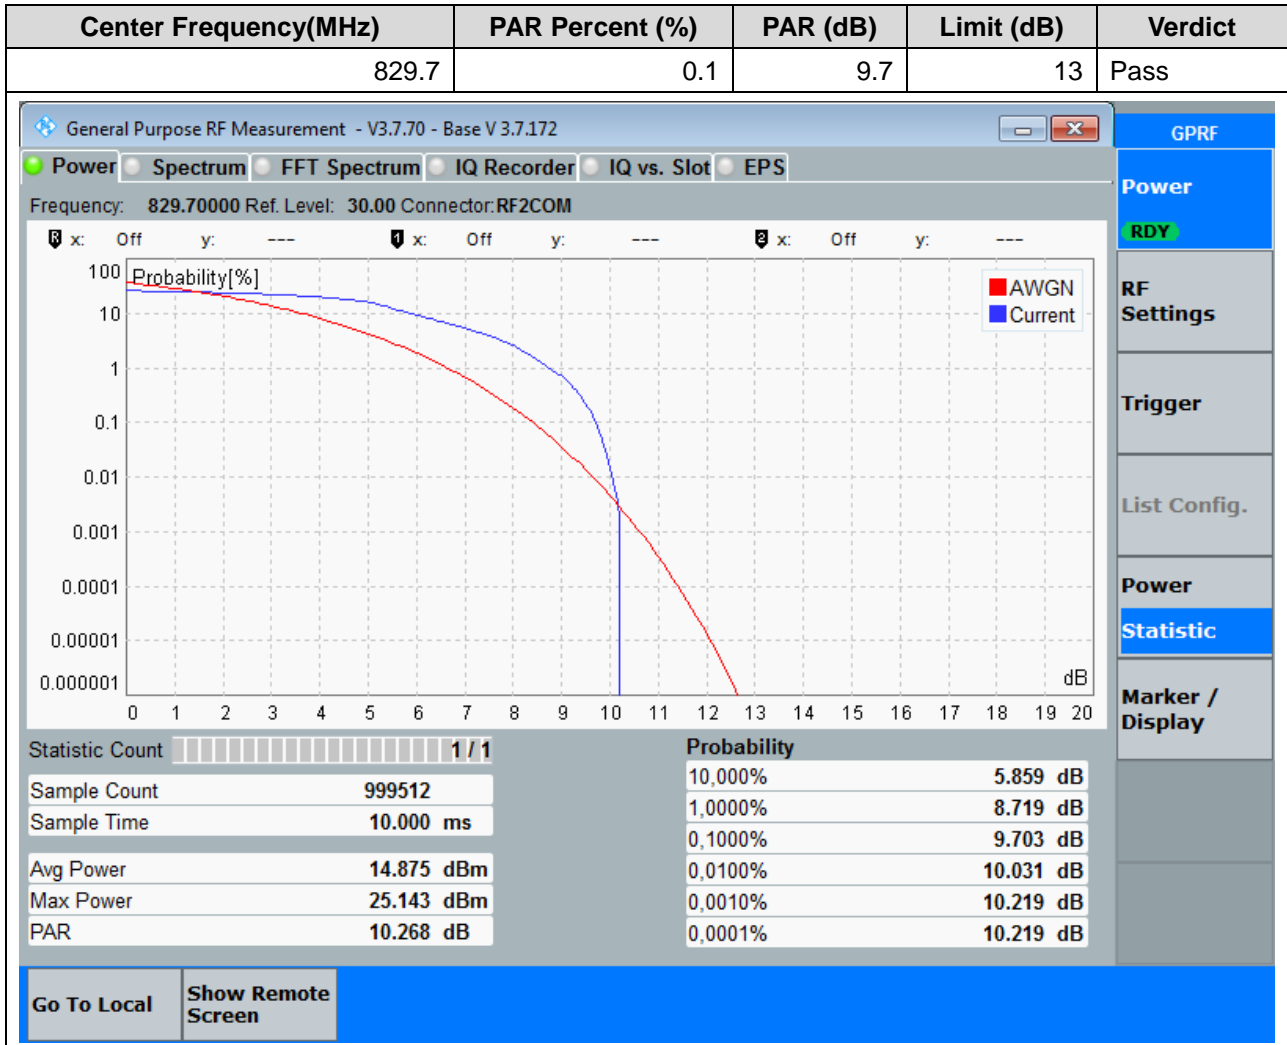 Center Frequency(MHz) PAR Percent (%) PAR (dB) Limit (dB) Verdict
829.7 0.1 9.7 13 Pass
General Purpose RF Measurement - V3.7.70 - Base V 3.7.172
GPRF
Power Spectrum FFT Spectrum IQ Recorder IQ vs. Slot EPS
Power
RDY
Frequency: 829.70000 Ref. Level: 30.00 Connector:RF2COM
R x: Off y: --- 1 x: Off y: --- 2 x: Off y: ---
Probability[%]
AWGN
Current
100
10
1
0.1
0.01
0.001
0.0001
0.00001
0.000001
dB
0 1 2 3 4 5 6 7 8 9 10 11 12 13 14 15 16 17 18 19 20
RF
Settings
Trigger
List Config.
Power
Statistic
Marker /
Display
Statistic Count 1 / 1
Sample Count 999512
Sample Time 10.000 ms
Avg Power 14.875 dBm
Max Power 25.143 dBm
PAR 10.268 dB
Probability
10,000% 5.859 dB
1,0000% 8.719 dB
0,1000% 9.703 dB
0,0100% 10.031 dB
0,0010% 10.219 dB
0,0001% 10.219 dB
Go To Local
Show Remote
Screen